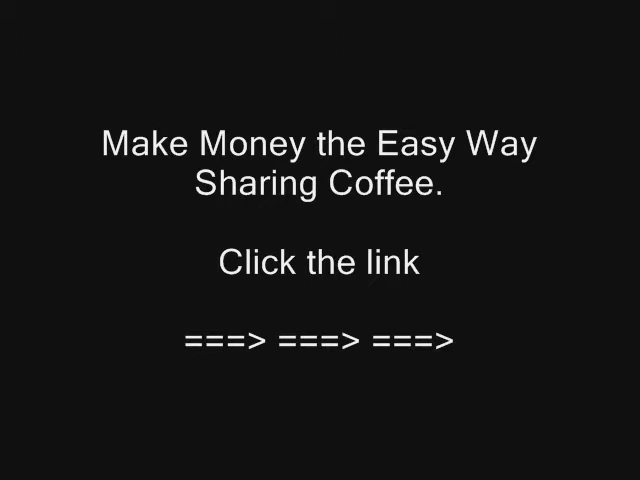 Make Money the Easy Way
Sharing Coffee.
Click the link
===> ===> ===>